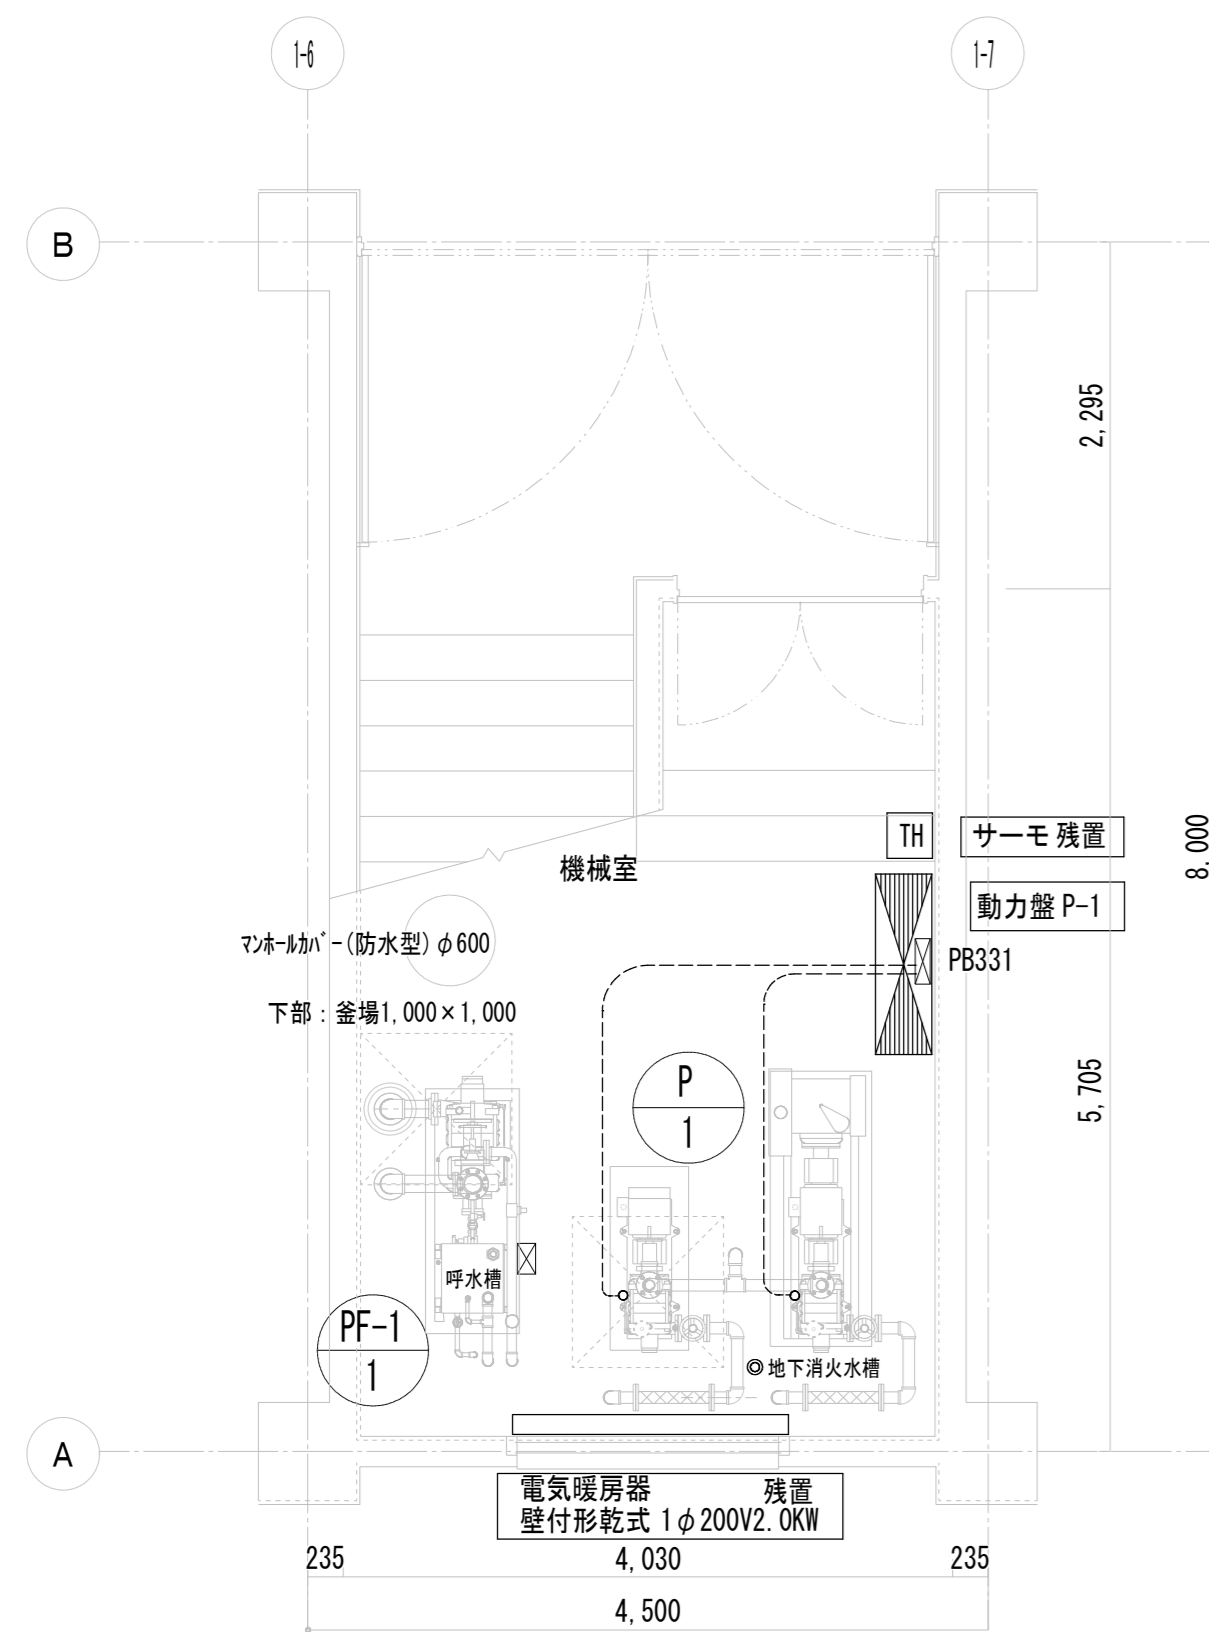 1-6
1-7
B
2,295
TH
サーモ 残置
8.000
機械室
動力盤 P-1
マンホールカバー(防水型)φ600
PB331
下部:釜場1,000×1,000
P
1
5,705
呼水槽
PF-1
1
◎地下消火水槽
A
電気暖房器 残置
壁付形乾式 1φ200V2.0KW
235
4,030
235
4,500